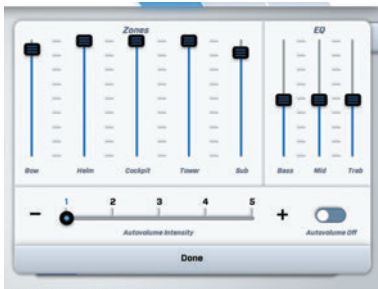 Zones
EQ
Bow Helm Cockpit Tower Sub Bass Mid Treb
1 2 3 4 5
− +
Autovolume Intensity Autovolume Off
Done